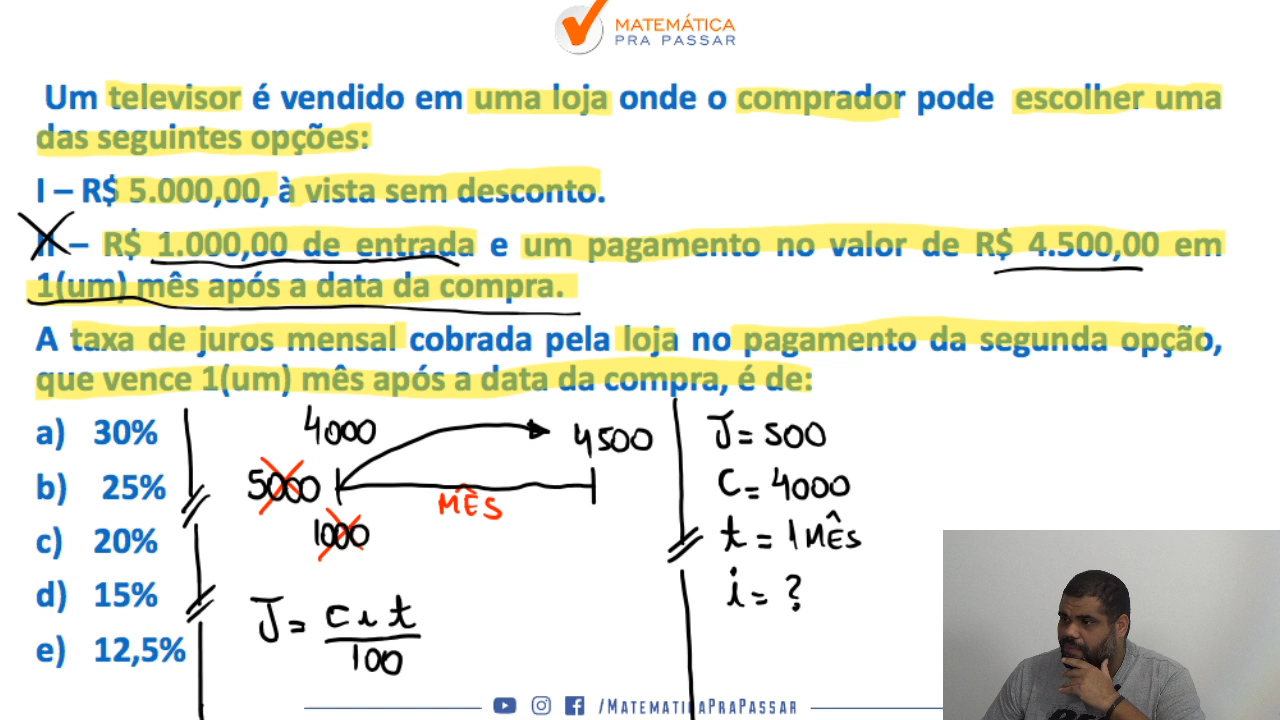 MATEMÁTICA
PRA PASSAR
Um televisor é vendido em uma loja onde o comprador pode escolher uma
das seguintes opções:
I – R$ 5.000,00, à vista sem desconto.
II – R$ 1.000,00 de entrada e um pagamento no valor de R$ 4.500,00 em
1(um) mês após a data da compra.
A taxa de juros mensal cobrada pela loja no pagamento da segunda opção,
que vence 1(um) mês após a data da compra, é de:
a) 30%
b) 25%
c) 20%
d) 15%
e) 12,5%
4000
4500
5000
MÊS
1000
J = c i t
100
J = 500
C = 4000
t = 1 MÊS
i = ?
/MATEMATICAPRAPASSAR